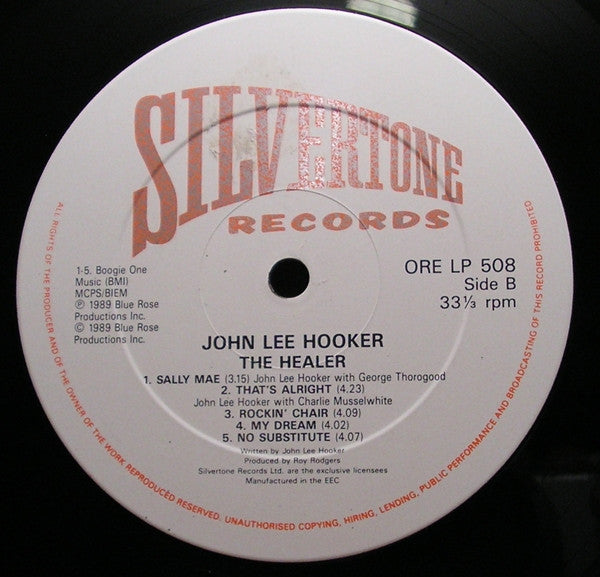 SILVERTONE
RECORDS
1-5. Boogie One
Music (BMI)
MCPS/BIEM
Ⓟ 1989 Blue Rose
Productions Inc.
© 1989 Blue Rose
Productions Inc.
ORE LP 508
Side B
33⅓ rpm
JOHN LEE HOOKER
THE HEALER
1. SALLY MAE (3.15) John Lee Hooker with George Thorogood
2. THAT'S ALRIGHT (4.23)
John Lee Hooker with Charlie Musselwhite
3. ROCKIN' CHAIR (4.09)
4. MY DREAM (4.02)
5. NO SUBSTITUTE (4.07)
Written by John Lee Hooker
Produced by Roy Rodgers
Silvertone Records Ltd. are the exclusive licensees
Manufactured in the EEC
ALL RIGHTS OF THE PRODUCER AND OF THE OWNER OF THE WORK REPRODUCED RESERVED. UNAUTHORISED COPYING, HIRING, LENDING, PUBLIC PERFORMANCE AND BROADCASTING OF THIS RECORD PROHIBITED